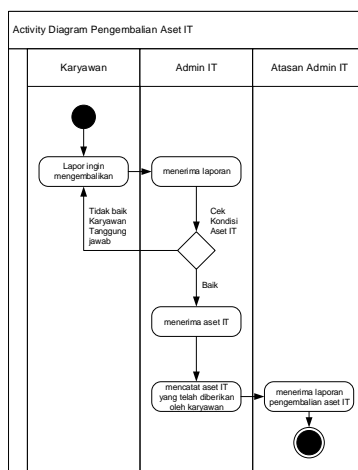 Activity Diagram Pengembalian Aset IT
Karyawan
Admin IT
Atasan Admin IT
Lapor ingin
mengembalikan
menerima laporan
Tidak baik
Karyawan
Tanggung
jawab
Cek
Kondisi
Aset IT
Baik
menerima aset IT
mencatat aset IT
yang telah diberikan
oleh karyawan
menerima laporan
pengembalian aset IT